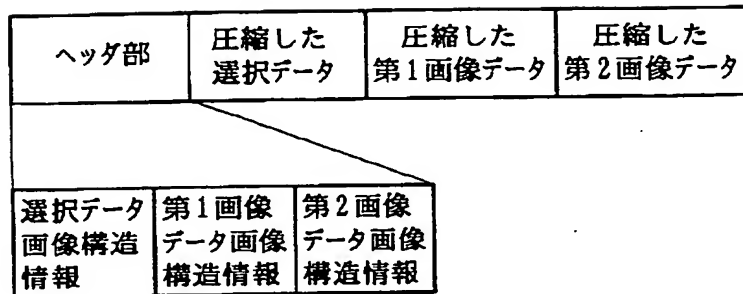 ヘッダ部
圧縮した
選択データ
圧縮した
第1画像データ
圧縮した
第2画像データ
選択データ
画像構造
情報
第1画像
データ画像
構造情報
第2画像
データ画像
構造情報